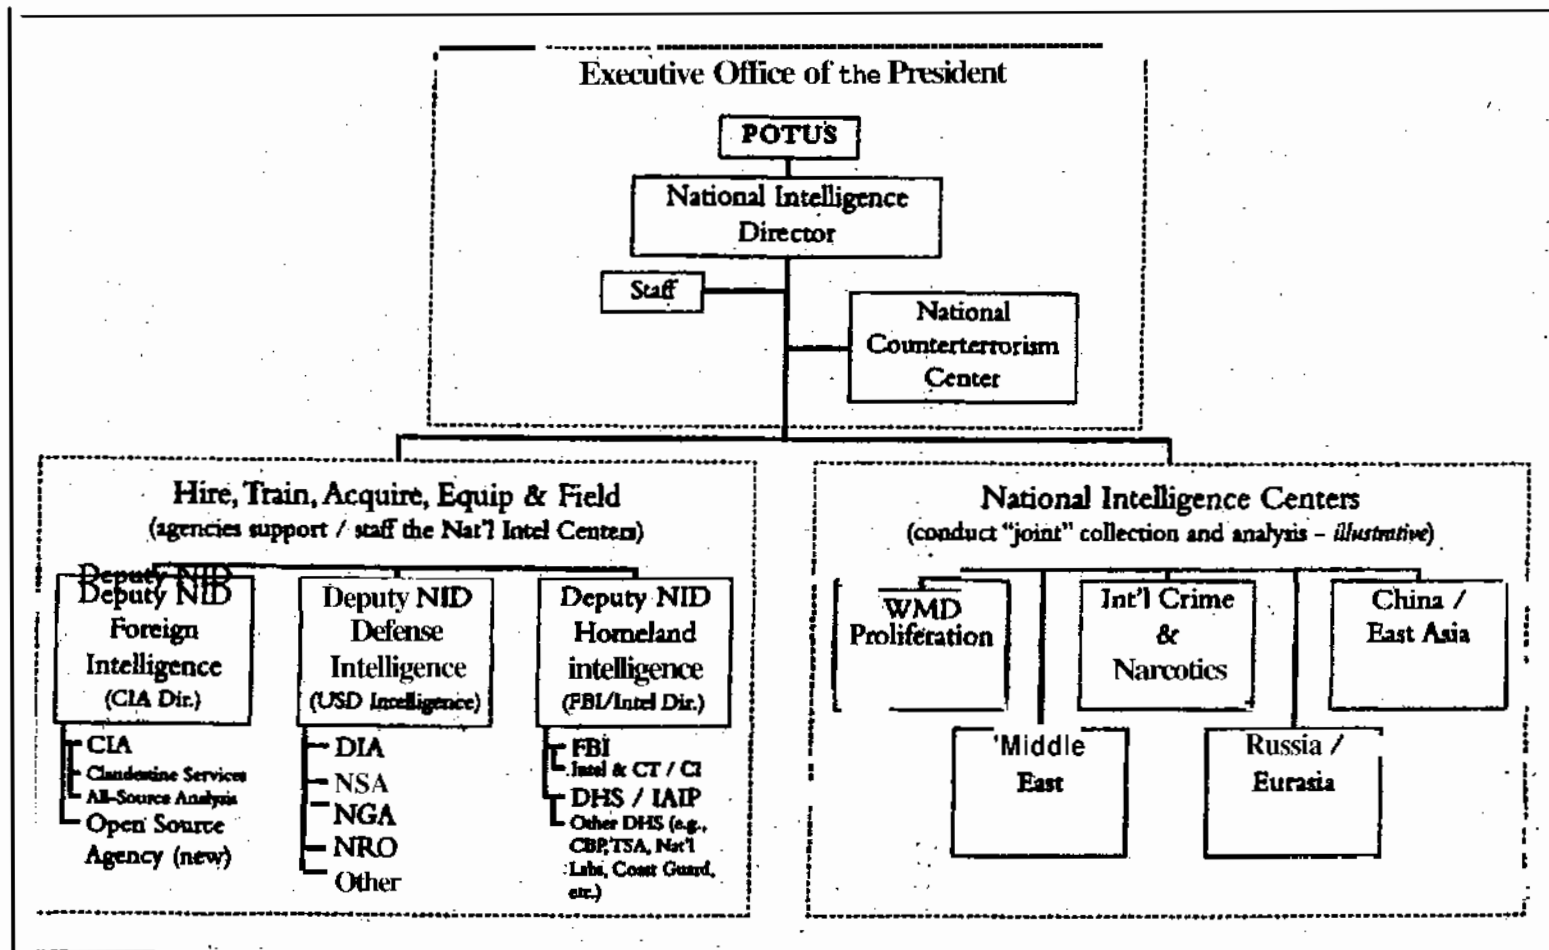 Executive Office of the President
POTUS
National Intelligence
Director
Staff
National
Counterterrorism
Center
Hire, Train, Acquire, Equip & Field
(agencies support / staff the Nat'l Intel Centers)
Deputy NID
Deputy NID
Foreign
Intelligence
(CIA Dir.)
CIA
Clandestine Services
All-Source Analysis
Open Source
Agency (new)
Deputy NID
Defense
Intelligence
(USD Intelligence)
DIA
NSA
NGA
NRO
Other
Deputy NID
Homeland
intelligence
(FBI/Intel Dir.)
FBI
Intel & CT / CI
DHS / IAIP
Other DHS (e.g.,
CBP, TSA, Nat'l
Labs, Coast Guard,
etc.)
National Intelligence Centers
(conduct "joint" collection and analysis – illustrative)
WMD
Proliferation
Int'l Crime
&
Narcotics
China /
East Asia
'Middle
East
Russia /
Eurasia